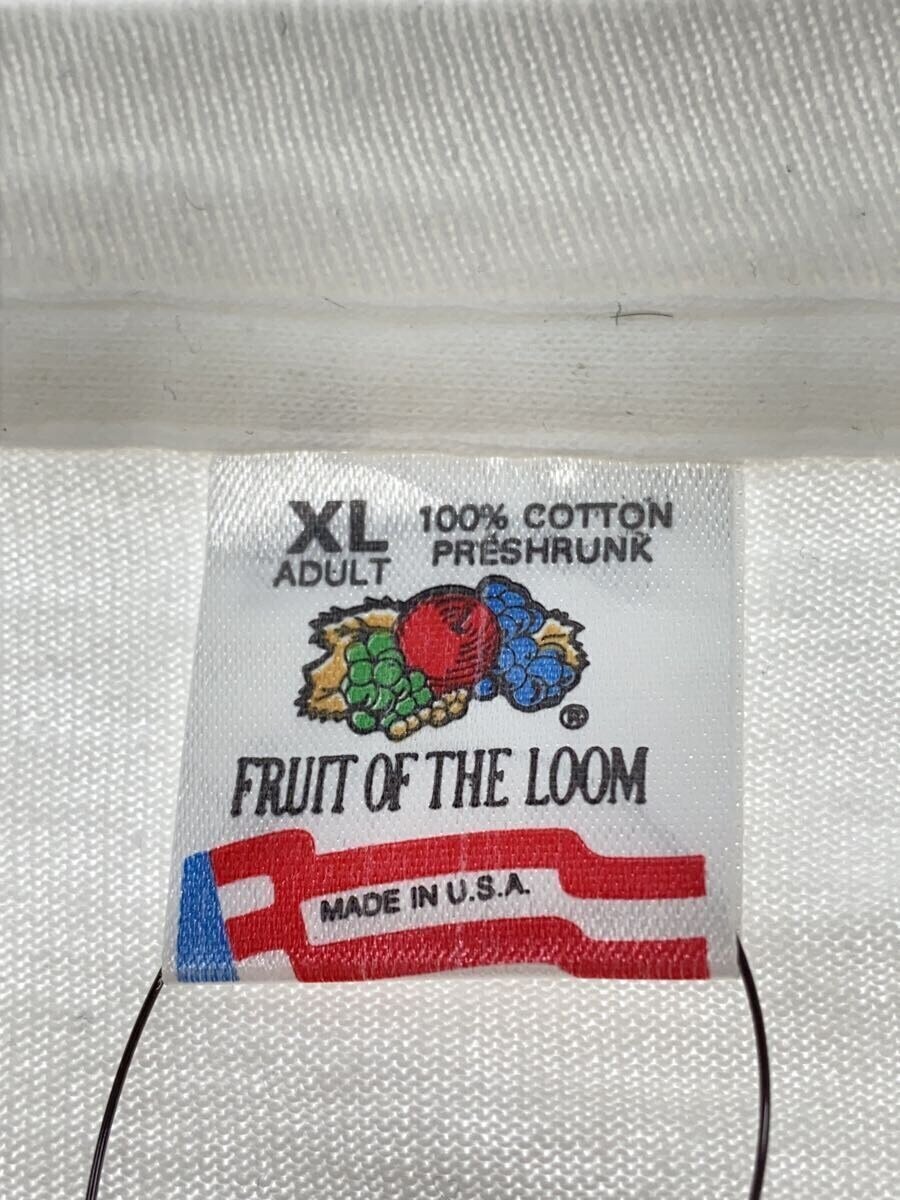 XL
ADULT
100% COTTON
PRESHRUNK
®
FRUIT OF THE LOOM
MADE IN U.S.A.